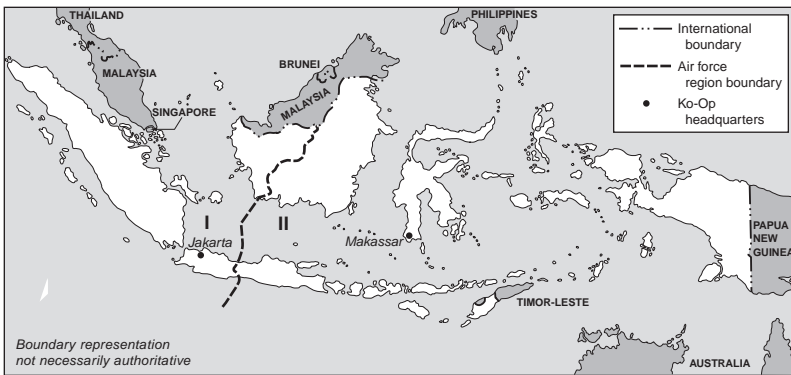 THAILAND
PHILIPPINES
MALAYSIA
BRUNEI
MALAYSIA
SINGAPORE
International
boundary
Air force
region boundary
Ko-Op
headquarters
I
II
Jakarta
Makassar
PAPUA
NEW
GUINEA
TIMOR-LESTE
AUSTRALIA
Boundary representation
not necessarily authoritative